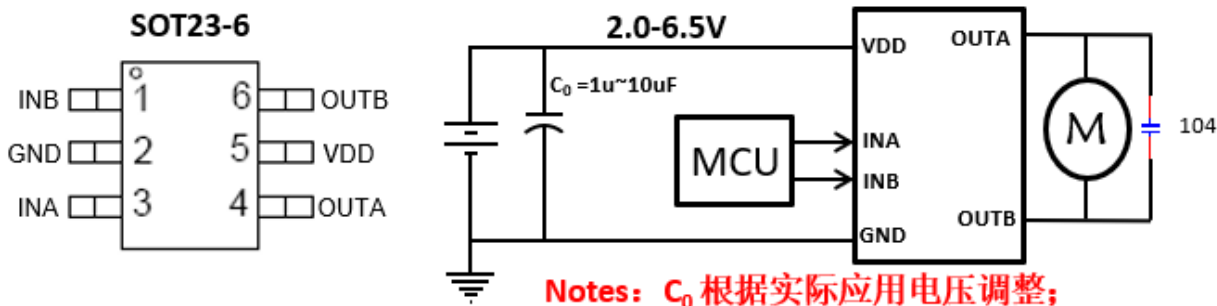 SOT23-6
INB 1 6 OUTB
GND 2 5 VDD
INA 3 4 OUTA
2.0-6.5V
C₀ =1u~10uF
MCU
VDD OUTA
INA
INB
OUTB
GND
M
104
Notes: C₀ 根据实际应用电压调整;